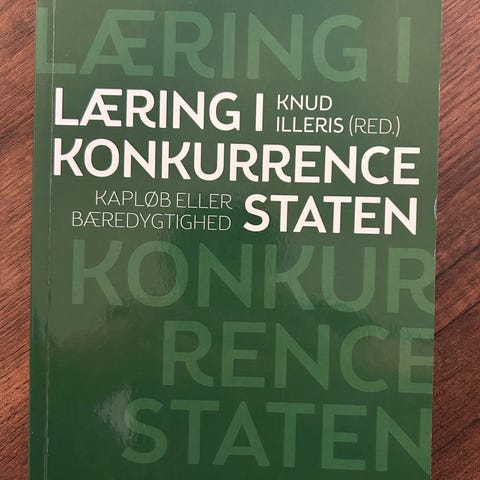 LÆRING I
LÆRING I KNUD
ILLERIS (RED.)
KONKURRENCE
KAPLØB ELLER
BÆREDYGTIGHED STATEN
KONKUR
RENCE
STATEN